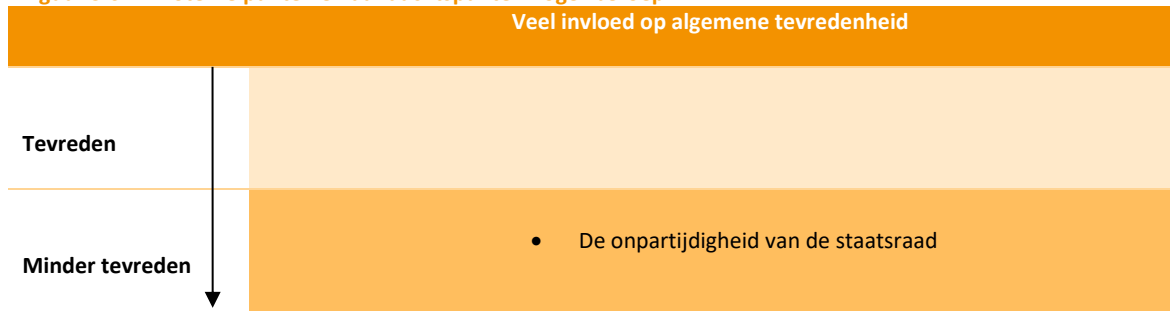 Veel invloed op algemene tevredenheid
Tevreden
• De onpartijdigheid van de staatsraad
Minder tevreden